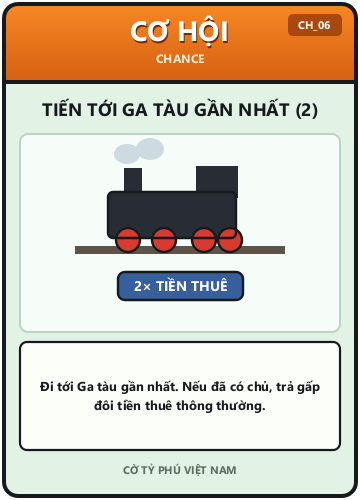 CƠ HỘI
CH_06
CHANCE
TIẾN TỚI GA TÀU GẦN NHẤT (2)
2× TIỀN THUÊ
Đi tới Ga tàu gần nhất. Nếu đã có chủ, trả gấp
đôi tiền thuê thông thường.
CỜ TỶ PHÚ VIỆT NAM